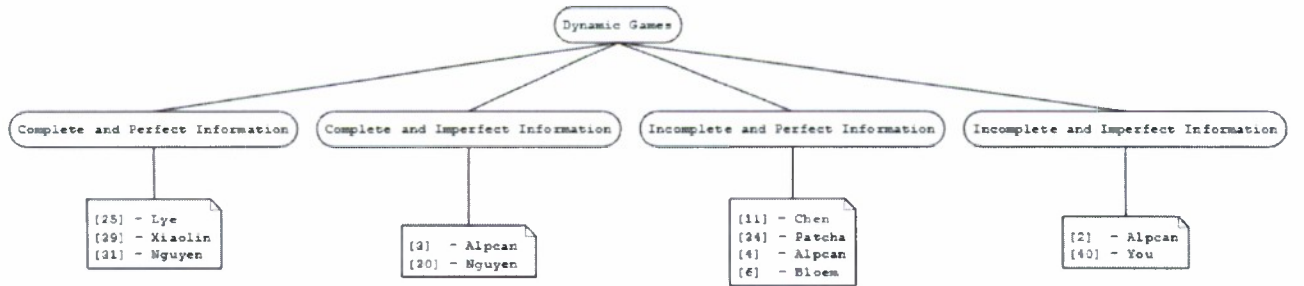 Dynamic Games
Complete and Perfect Information
Complete and Imperfect Information
Incomplete and Perfect Information
Incomplete and Imperfect Information
[25] - Lye
[29] - Xiaolin
[21] - Nguyen
[3] - Alpcan
[20] - Nguyen
[11] - Chen
[24] - Patcha
[4] - Alpcan
[6] - Bloem
[2] - Alpcan
[40] - You